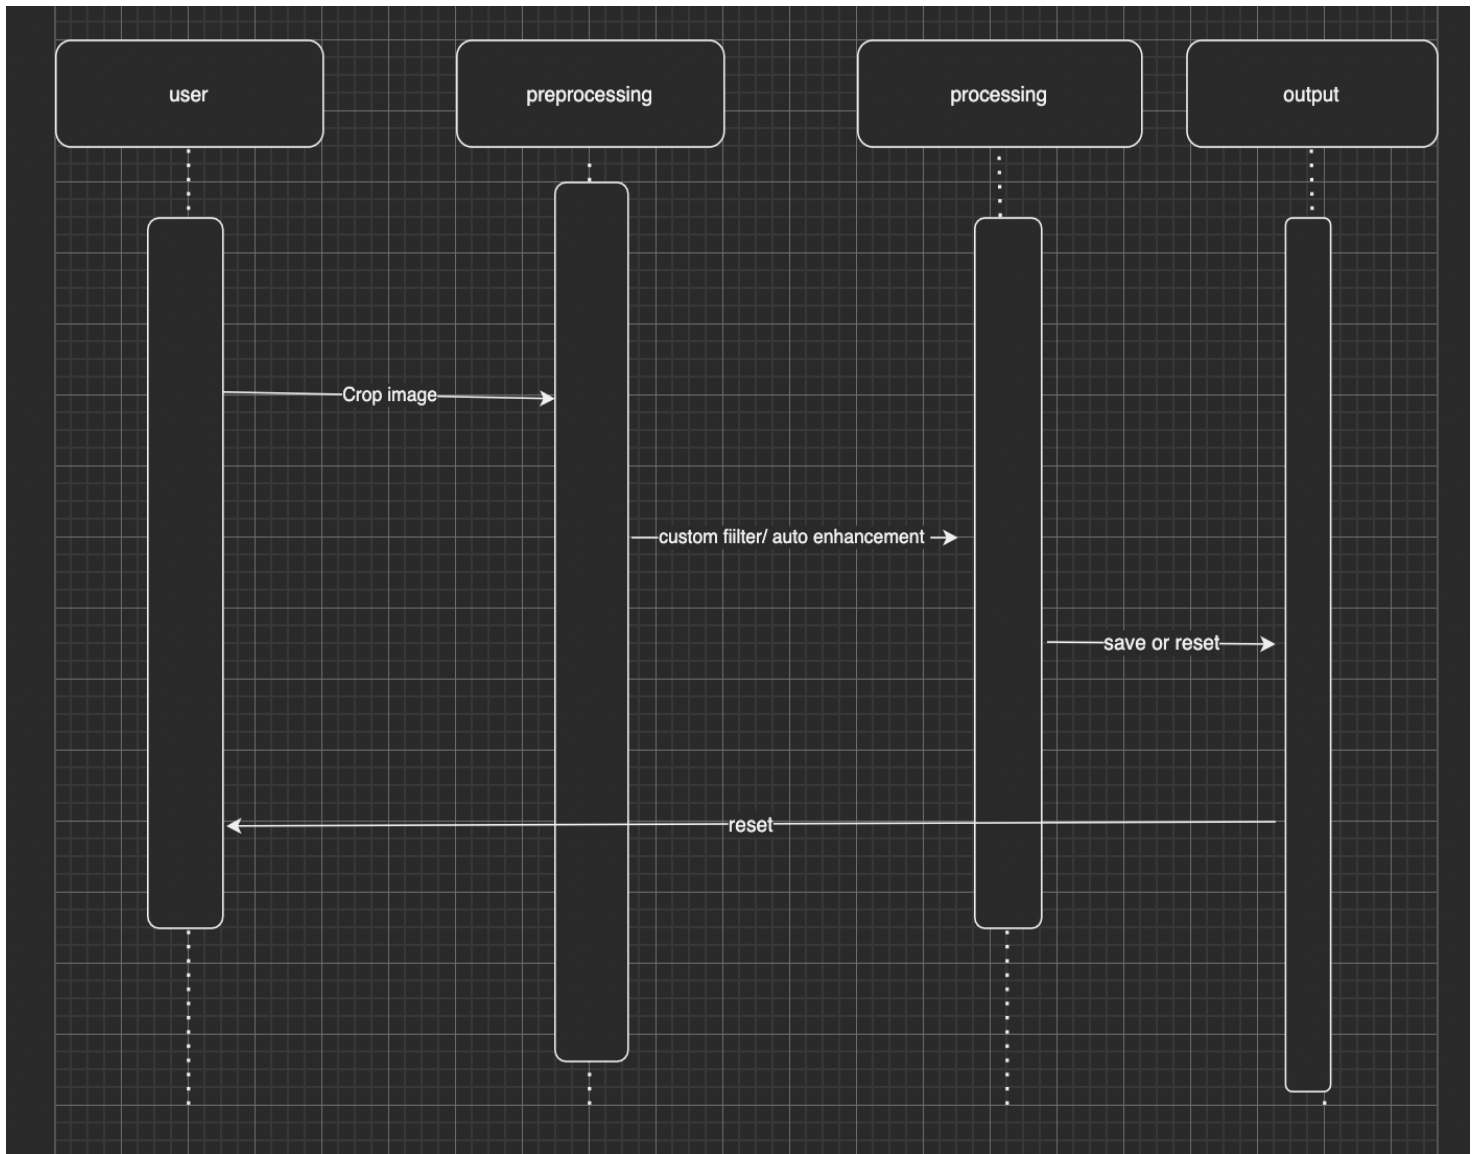 user
preprocessing
processing
output
Crop image
custom fiilter/ auto enhancement
save or reset
reset